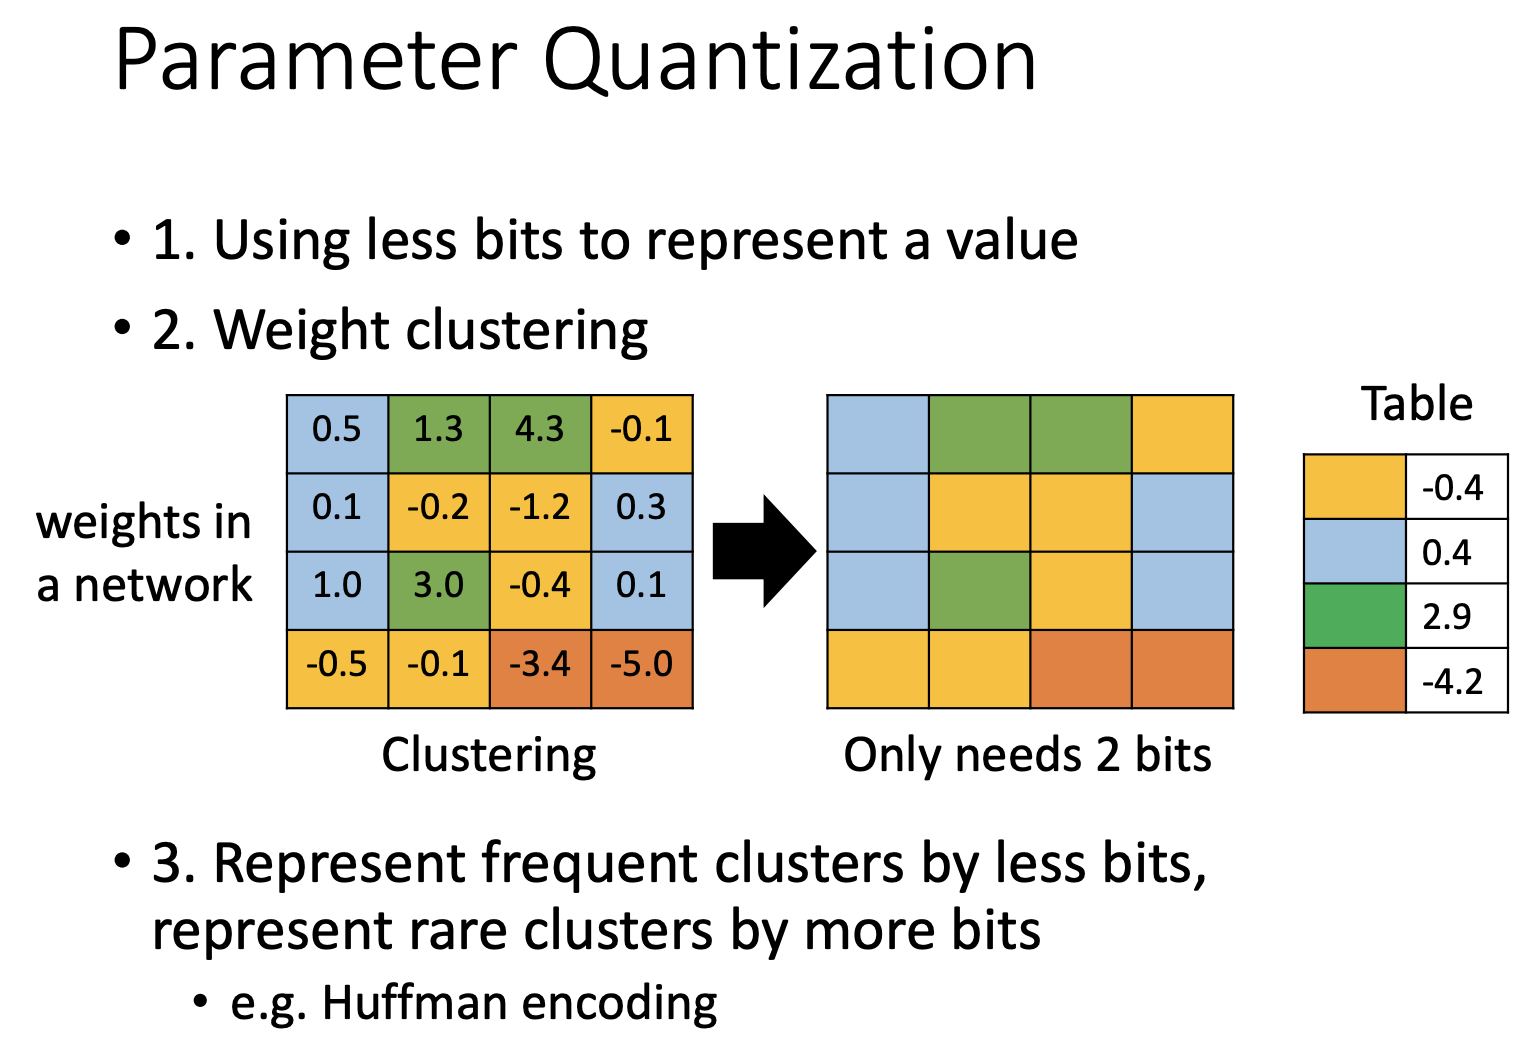 Parameter Quantization
• 1. Using less bits to represent a value
• 2. Weight clustering
weights in
a network
0.5 1.3 4.3 -0.1
0.1 -0.2 -1.2 0.3
1.0 3.0 -0.4 0.1
-0.5 -0.1 -3.4 -5.0
Clustering
Only needs 2 bits
Table
-0.4
0.4
2.9
-4.2
• 3. Represent frequent clusters by less bits,
represent rare clusters by more bits
• e.g. Huffman encoding